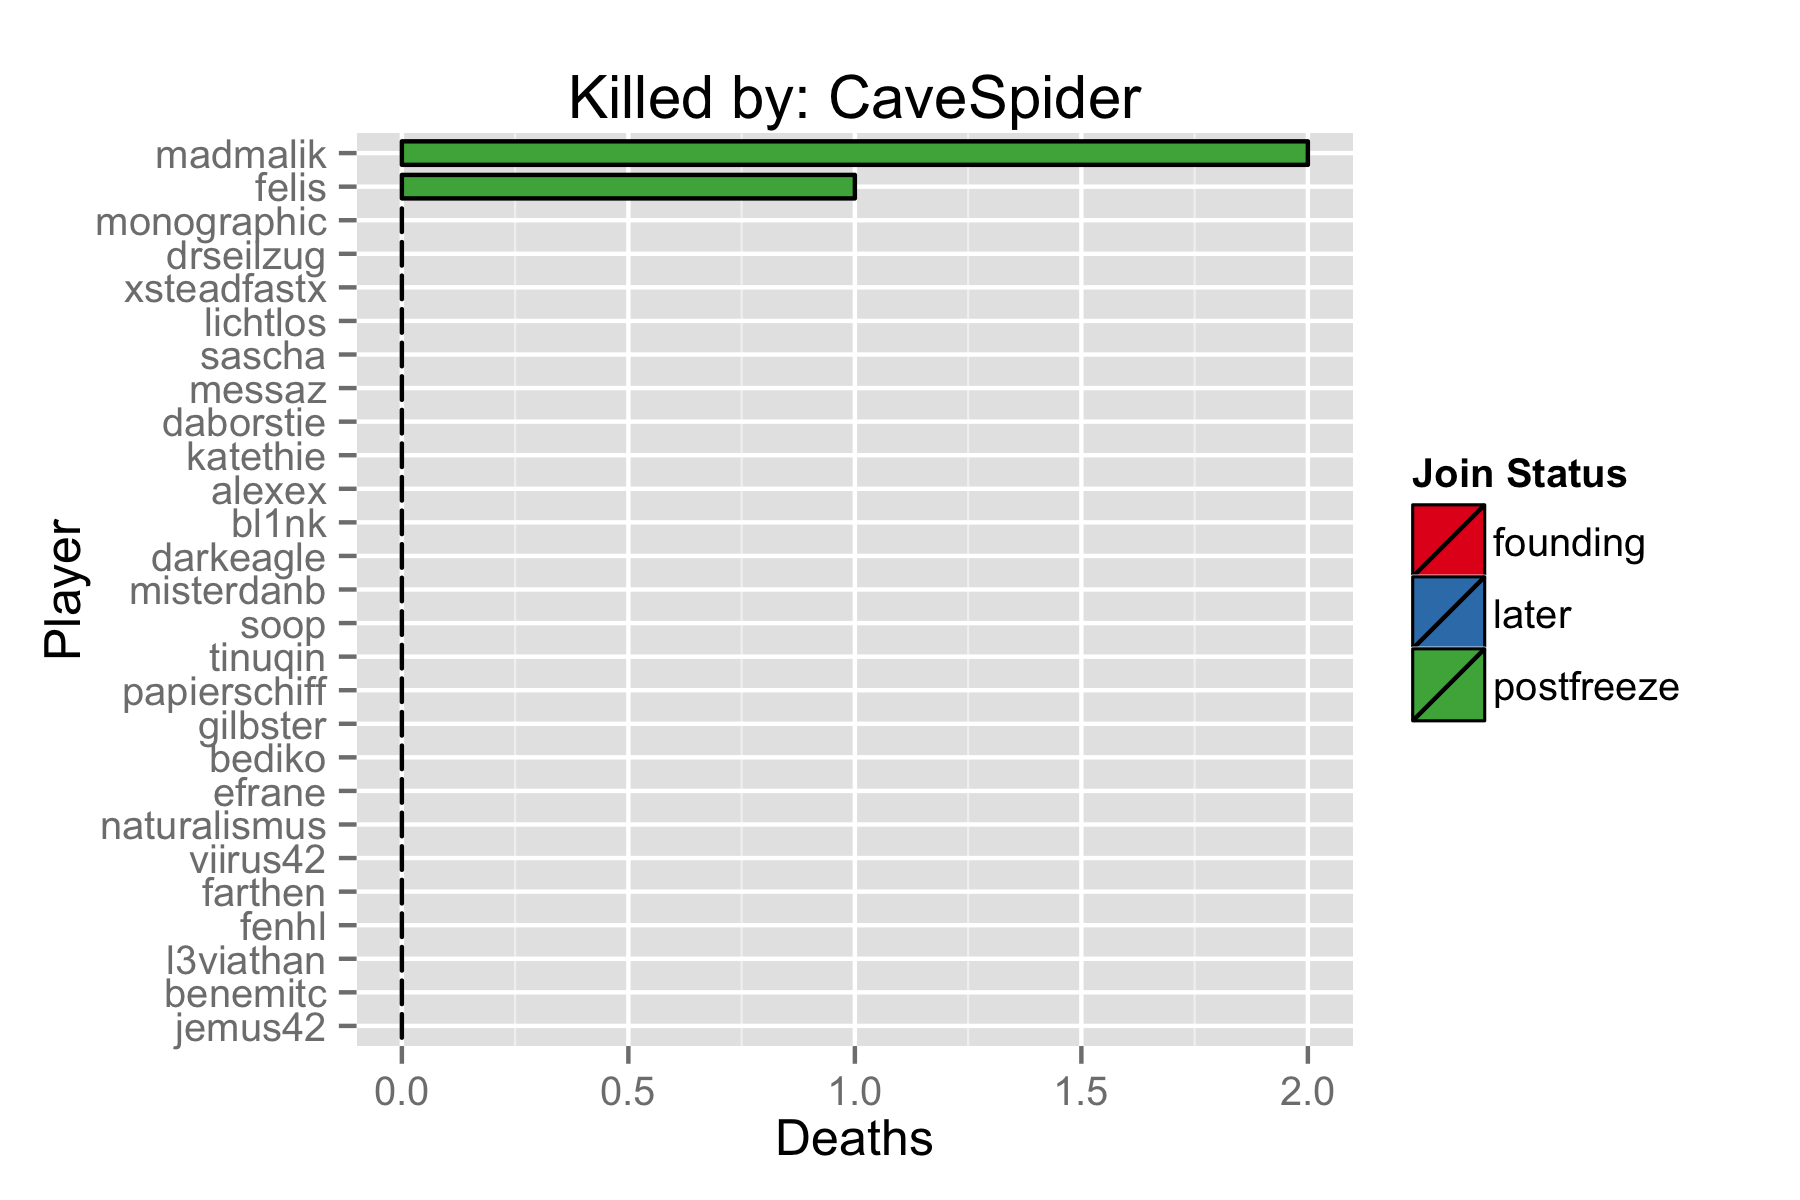 Killed by: CaveSpider
madmalik
felis
monographic
drseilzug
xsteadfastx
lichtlos
sascha
messaz
daborstie
katethie
alexex
bl1nk
darkeagle
misterdanb
soop
tinuqin
papierschiff
gilbster
bediko
efrane
naturalismus
viirus42
farthen
fenhl
l3viathan
benemitc
jemus42
Player
0.0 0.5 1.0 1.5 2.0
Deaths
Join Status
founding
later
postfreeze